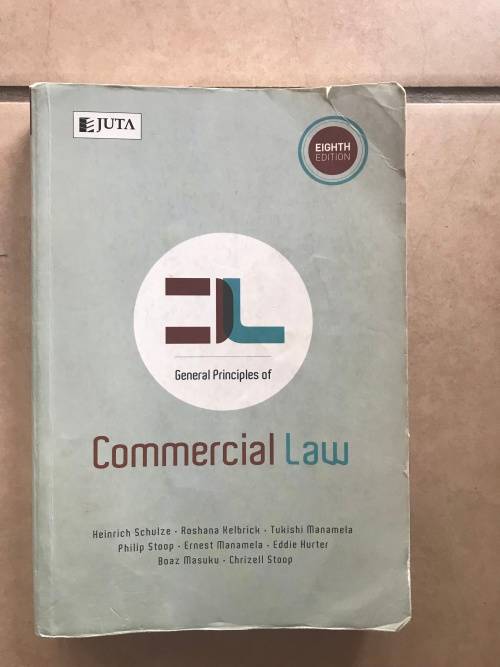 JUTA
EIGHTH
EDITION
General Principles of
Commercial Law
Heinrich Schulze • Roshana Kelbrick • Tukishi Manamela
Philip Stoop • Ernest Manamela • Eddie Hurter
Boaz Masuku • Chrizell Stoop